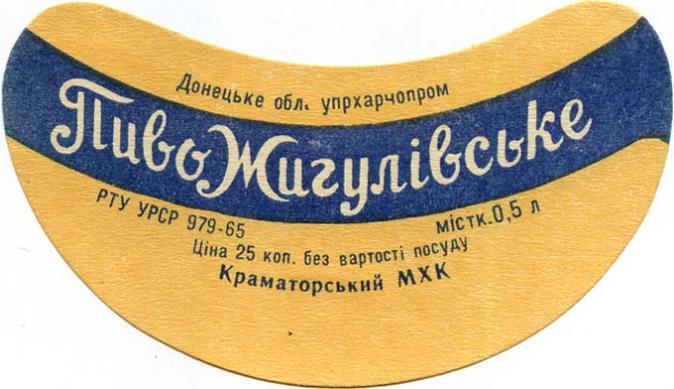 Донецьке обл. упрхарчопром
Пиво Жигулівське
РТУ УРСР 979-65
містк.0,5 л
Ціна 25 коп. без вартості посуду
Краматорський МХК